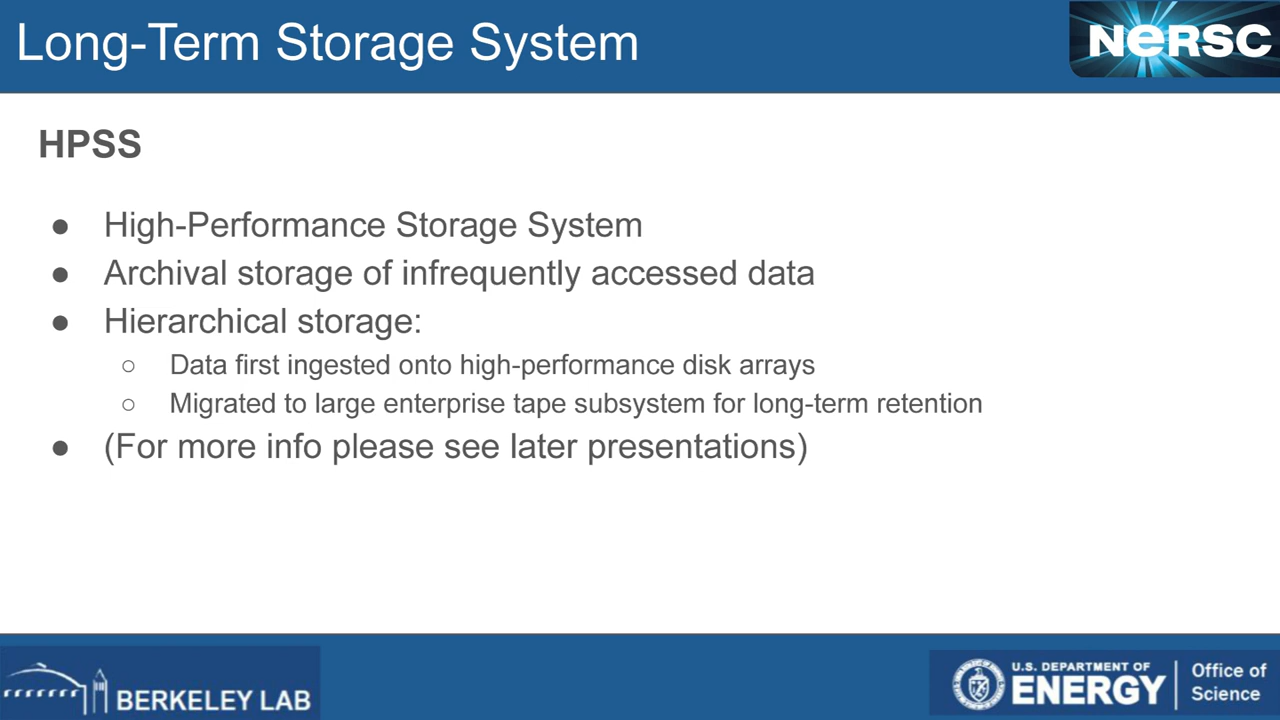 Long-Term Storage System
NeRSC
HPSS
● High-Performance Storage System
● Archival storage of infrequently accessed data
● Hierarchical storage:
○ Data first ingested onto high-performance disk arrays
○ Migrated to large enterprise tape subsystem for long-term retention
● (For more info please see later presentations)
BERKELEY LAB
U.S. DEPARTMENT OF
ENERGY
Office of
Science